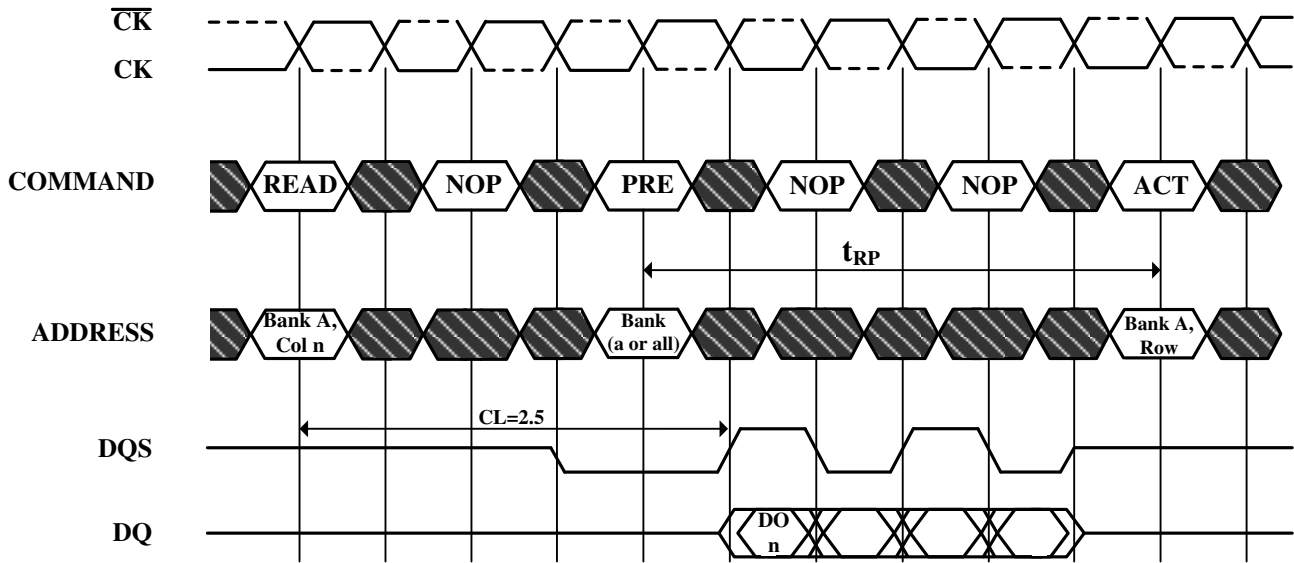 CK
CK
COMMAND
READ
NOP
PRE
NOP
NOP
ACT
tRP
ADDRESS
Bank A,
Col n
Bank
(a or all)
Bank A,
Row
CL=2.5
DQS
DQ
DO
n